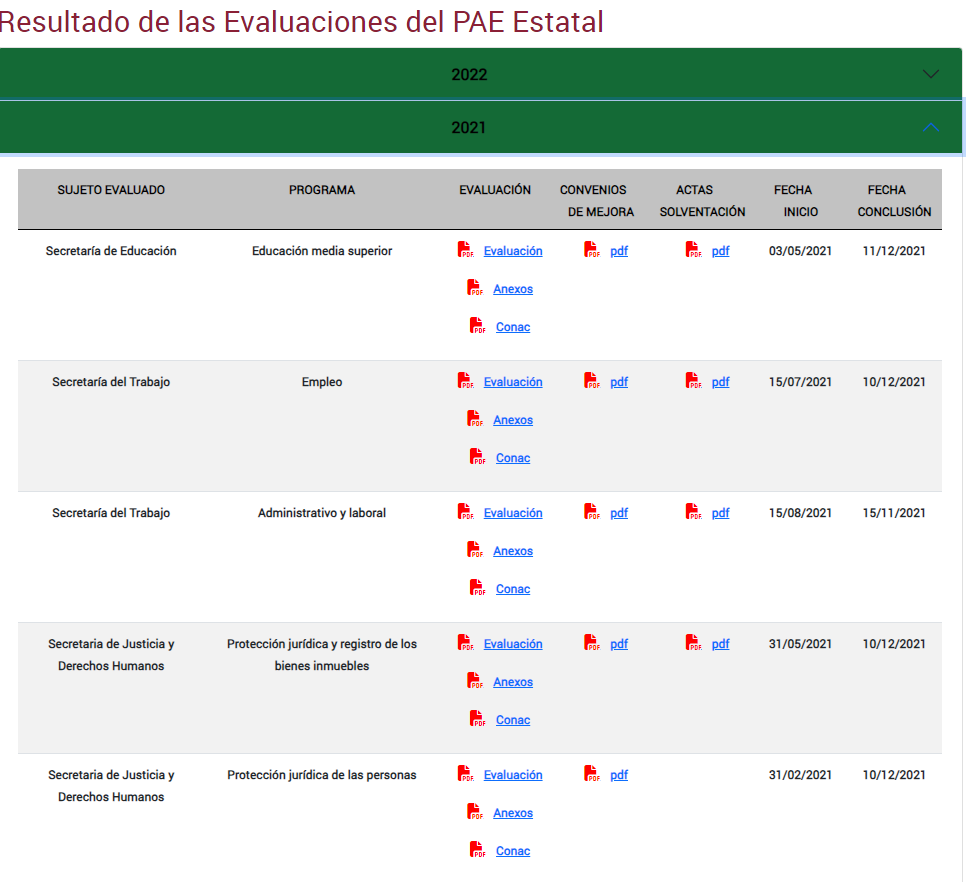 Resultado de las Evaluaciones del PAE Estatal
2022
2021
SUJETO EVALUADO PROGRAMA EVALUACIÓN CONVENIOS DE MEJORA ACTAS SOLVENTACIÓN FECHA INICIO FECHA CONCLUSIÓN
Secretaría de Educación Educación media superior PDF Evaluación PDF pdf PDF pdf 03/05/2021 11/12/2021
PDF Anexos
PDF Conac
Secretaría del Trabajo Empleo PDF Evaluación PDF pdf PDF pdf 15/07/2021 10/12/2021
PDF Anexos
PDF Conac
Secretaría del Trabajo Administrativo y laboral PDF Evaluación PDF pdf PDF pdf 15/08/2021 15/11/2021
PDF Anexos
PDF Conac
Secretaria de Justicia y Protección jurídica y registro de los PDF Evaluación PDF pdf PDF pdf 31/05/2021 10/12/2021
Derechos Humanos bienes inmuebles
PDF Anexos
PDF Conac
Secretaria de Justicia y Protección jurídica de las personas PDF Evaluación PDF pdf 31/02/2021 10/12/2021
Derechos Humanos
PDF Anexos
PDF Conac